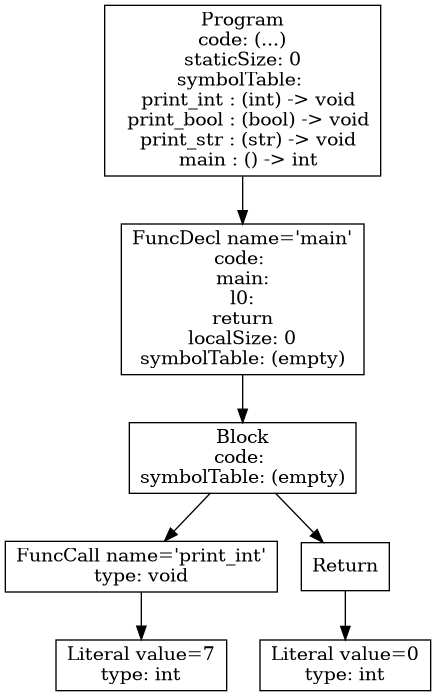 Program
code: (...)
staticSize: 0
symbolTable:
print_int : (int) -> void
print_bool : (bool) -> void
print_str : (str) -> void
main : () -> int
FuncDecl name='main'
code:
main:
l0:
return
localSize: 0
symbolTable: (empty)
Block
code:
symbolTable: (empty)
FuncCall name='print_int'
type: void
Return
Literal value=7
type: int
Literal value=0
type: int